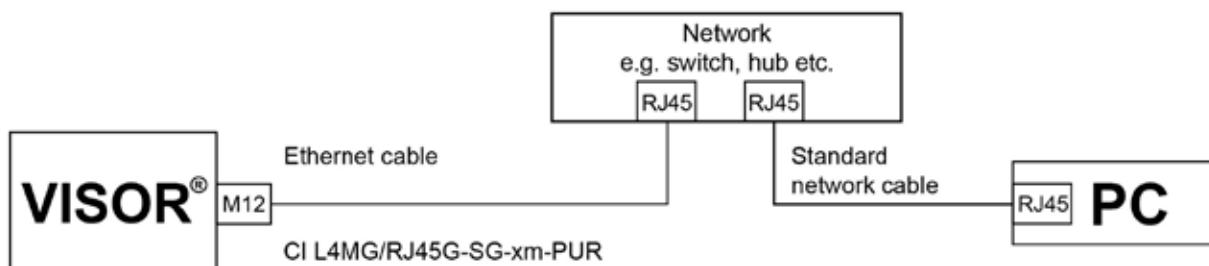 Network
e.g. switch, hub etc.
RJ45
RJ45
Ethernet cable
Standard
network cable
VISOR®
M12
RJ45
PC
CI L4MG/RJ45G-SG-xm-PUR